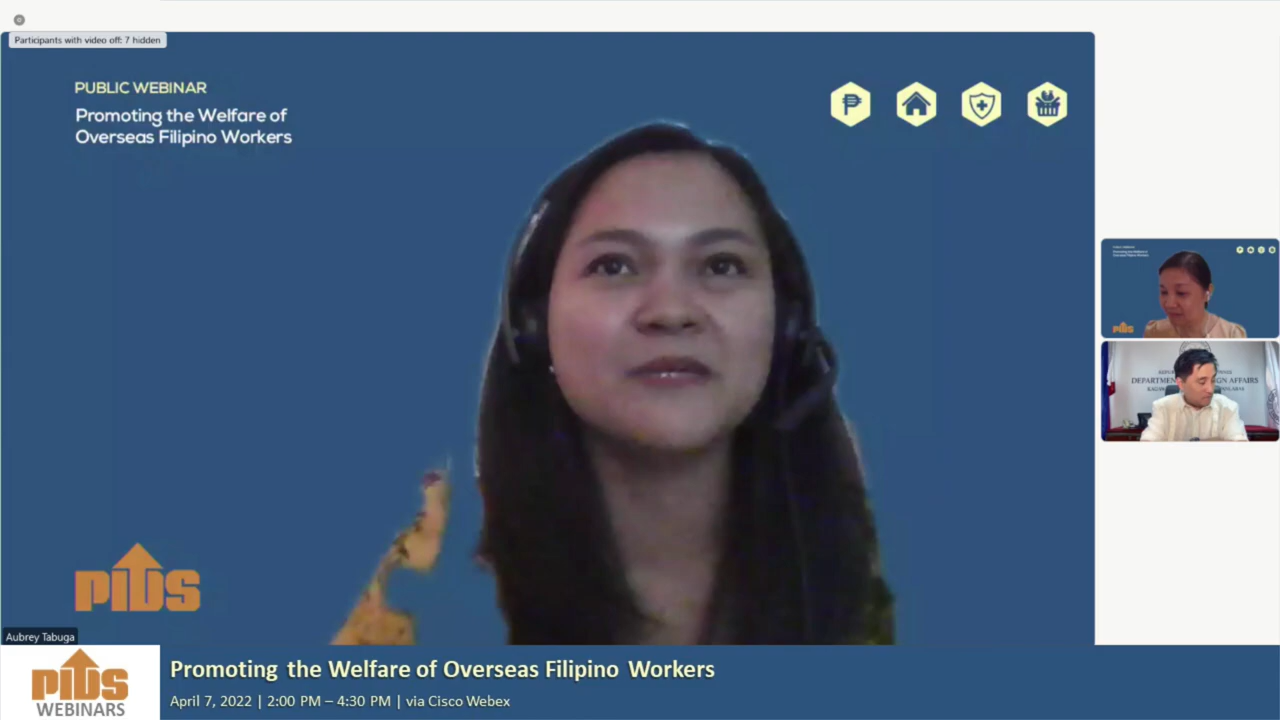 Participants with video off: 7 hidden
PUBLIC WEBINAR
Promoting the Welfare of
Overseas Filipino Workers
PIDS
Aubrey Tabuga
PIDS
DEPARTMENT
GN AFFAIRS
PIDS
WEBINARS
Promoting the Welfare of Overseas Filipino Workers
April 7, 2022 | 2:00 PM – 4:30 PM | via Cisco Webex